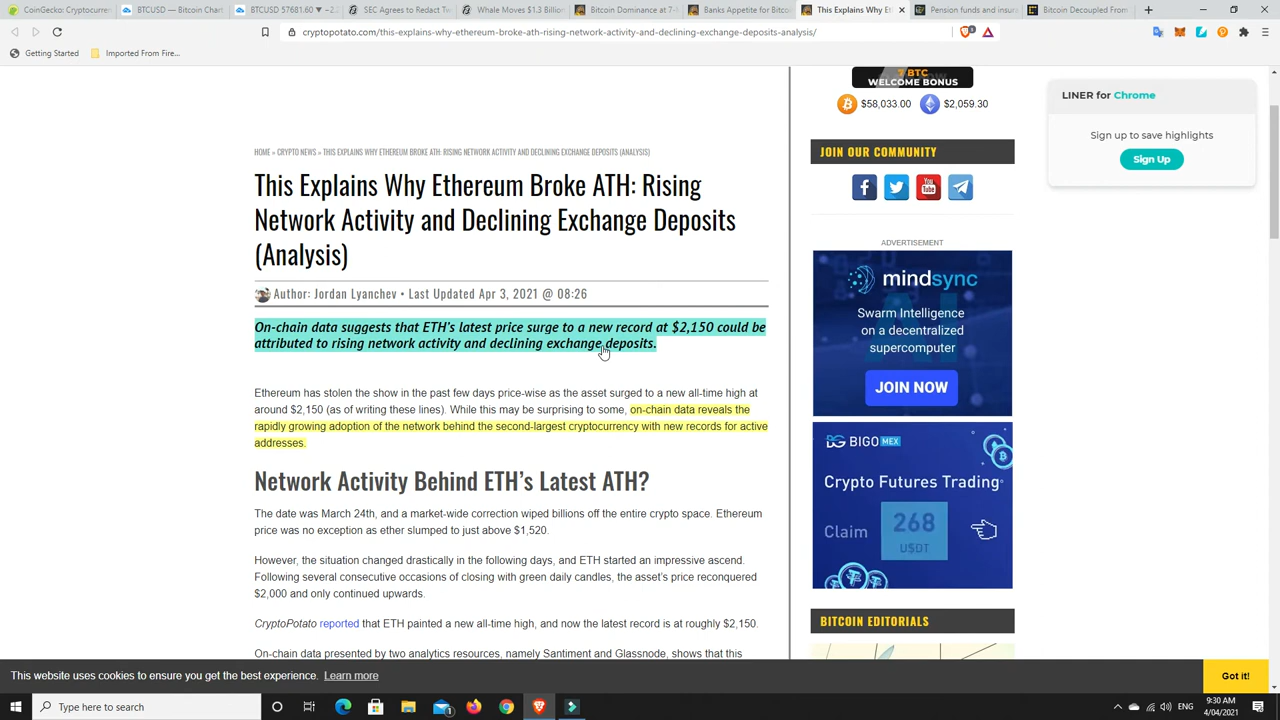 CoinGecko: Cryptocurren
BTCUSD — Bitcoin Chart
BTCUSD 57681.60 ▼ −2.
SEC Agrees to Redact Tw
Whale Moves $1.3 Billion
Bitcoin Dominance at 7-
Banks Appetite for Bitco
This Explains Why Eth
Pension funds and insura
Bitcoin Decoupled From
cryptopotato.com/this-explains-why-ethereum-broke-ath-rising-network-activity-and-declining-exchange-deposits-analysis/
Getting Started
Imported From Fire...
7 BTC
WELCOME BONUS
$58,033.00
$2,059.30
LINER for Chrome
Sign up to save highlights
Sign Up
HOME » CRYPTO NEWS » THIS EXPLAINS WHY ETHEREUM BROKE ATH: RISING NETWORK ACTIVITY AND DECLINING EXCHANGE DEPOSITS (ANALYSIS)
This Explains Why Ethereum Broke ATH: Rising
Network Activity and Declining Exchange Deposits
(Analysis)
Author: Jordan Lyanchev • Last Updated Apr 3, 2021 @ 08:26
On-chain data suggests that ETH's latest price surge to a new record at $2,150 could be
attributed to rising network activity and declining exchange deposits.
Ethereum has stolen the show in the past few days price-wise as the asset surged to a new all-time high at
around $2,150 (as of writing these lines). While this may be surprising to some, on-chain data reveals the
rapidly growing adoption of the network behind the second-largest cryptocurrency with new records for active
addresses.
Network Activity Behind ETH's Latest ATH?
The date was March 24th, and a market-wide correction wiped billions off the entire crypto space. Ethereum
price was no exception as ether slumped to just above $1,520.
However, the situation changed drastically in the following days, and ETH started an impressive ascend.
Following several consecutive occasions of closing with green daily candles, the asset's price reconquered
$2,000 and only continued upwards.
CryptoPotato reported that ETH painted a new all-time high, and now the latest record is at roughly $2,150.
On-chain data presented by two analytics resources, namely Santiment and Glassnode, shows that this
JOIN OUR COMMUNITY
You
Tube
ADVERTISEMENT
mindsync
Swarm Intelligence
on a decentralized
supercomputer
JOIN NOW
BIGO MEX
Crypto Futures Trading
Claim
268
USDT
BITCOIN EDITORIALS
This website uses cookies to ensure you get the best experience. Learn more
Got it!
Type here to search
ENG
9:30 AM
4/04/2021